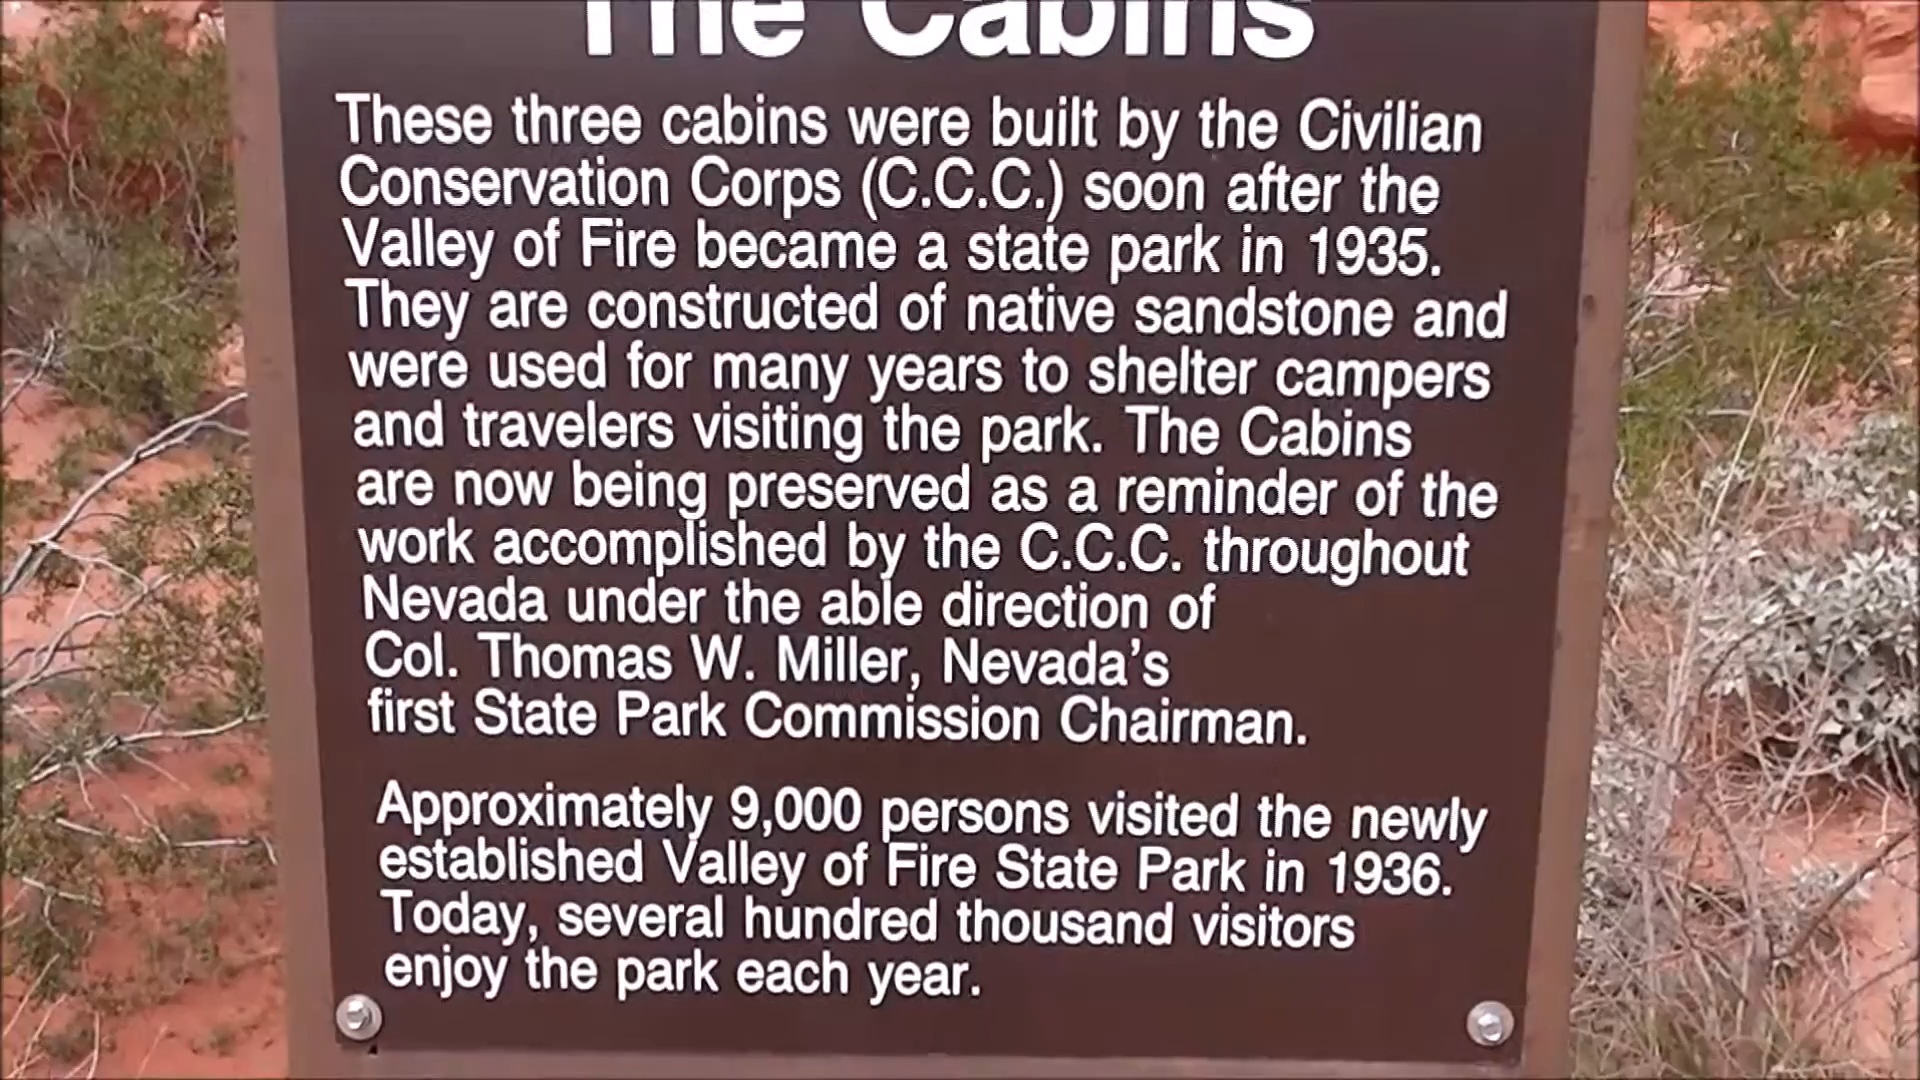 The Cabins
These three cabins were built by the Civilian
Conservation Corps (C.C.C.) soon after the
Valley of Fire became a state park in 1935.
They are constructed of native sandstone and
were used for many years to shelter campers
and travelers visiting the park. The Cabins
are now being preserved as a reminder of the
work accomplished by the C.C.C. throughout
Nevada under the able direction of
Col. Thomas W. Miller, Nevada's
first State Park Commission Chairman.
Approximately 9,000 persons visited the newly
established Valley of Fire State Park in 1936.
Today, several hundred thousand visitors
enjoy the park each year.